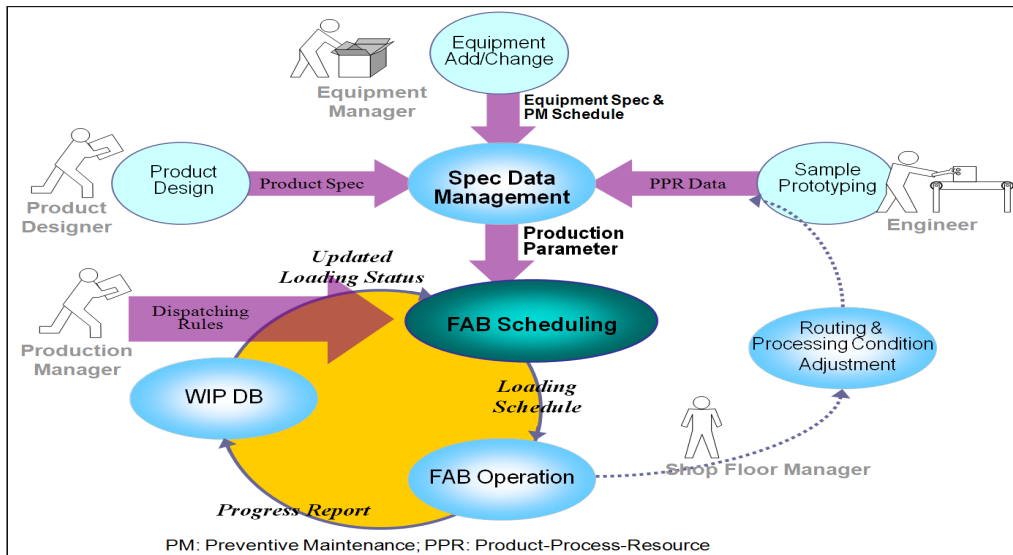 Equipment
Add/Change
Equipment
Manager
Equipment Spec &
PM Schedule
Product
Design
Product Spec
Spec Data
Management
PPR Data
Sample
Prototyping
Product
Designer
Engineer
Production
Parameter
Updated
Loading Status
Dispatching
Rules
FAB Scheduling
Production
Manager
Routing &
Processing Condition
Adjustment
WIP DB
Loading
Schedule
Shop Floor Manager
FAB Operation
Progress Report
PM: Preventive Maintenance; PPR: Product-Process-Resource